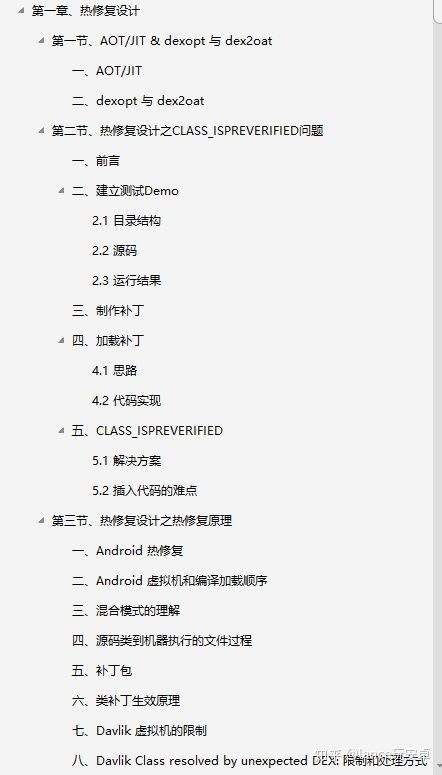 第一章、热修复设计
第一节、AOT/JIT & dexopt 与 dex2oat
一、AOT/JIT
二、dexopt 与 dex2oat
第二节、热修复设计之CLASS_ISPREVERIFIED问题
一、前言
二、建立测试Demo
2.1 目录结构
2.2 源码
2.3 运行结果
三、制作补丁
四、加载补丁
4.1 思路
4.2 代码实现
五、CLASS_ISPREVERIFIED
5.1 解决方案
5.2 插入代码的难点
第三节、热修复设计之热修复原理
一、Android 热修复
二、Android 虚拟机和编译加载顺序
三、混合模式的理解
四、源码类到机器执行的文件过程
五、补丁包
六、类补丁生效原理
七、Davlik 虚拟机的限制
八、Davlik Class resolved by unexpected DEX: 限制和处理方式
知乎